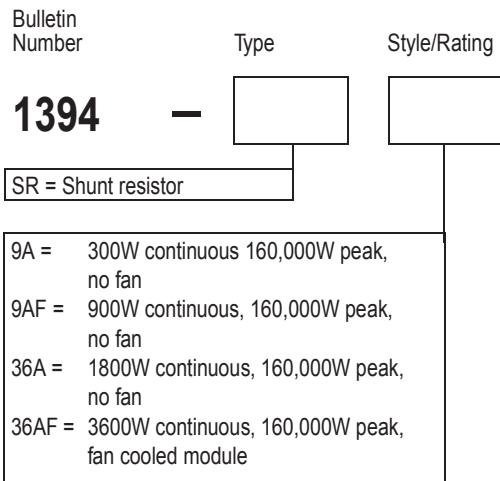 Bulletin
Number Type Style/Rating
1394 –
SR = Shunt resistor
9A = 300W continuous 160,000W peak,
no fan
9AF = 900W continuous, 160,000W peak,
no fan
36A = 1800W continuous, 160,000W peak,
no fan
36AF = 3600W continuous, 160,000W peak,
fan cooled module